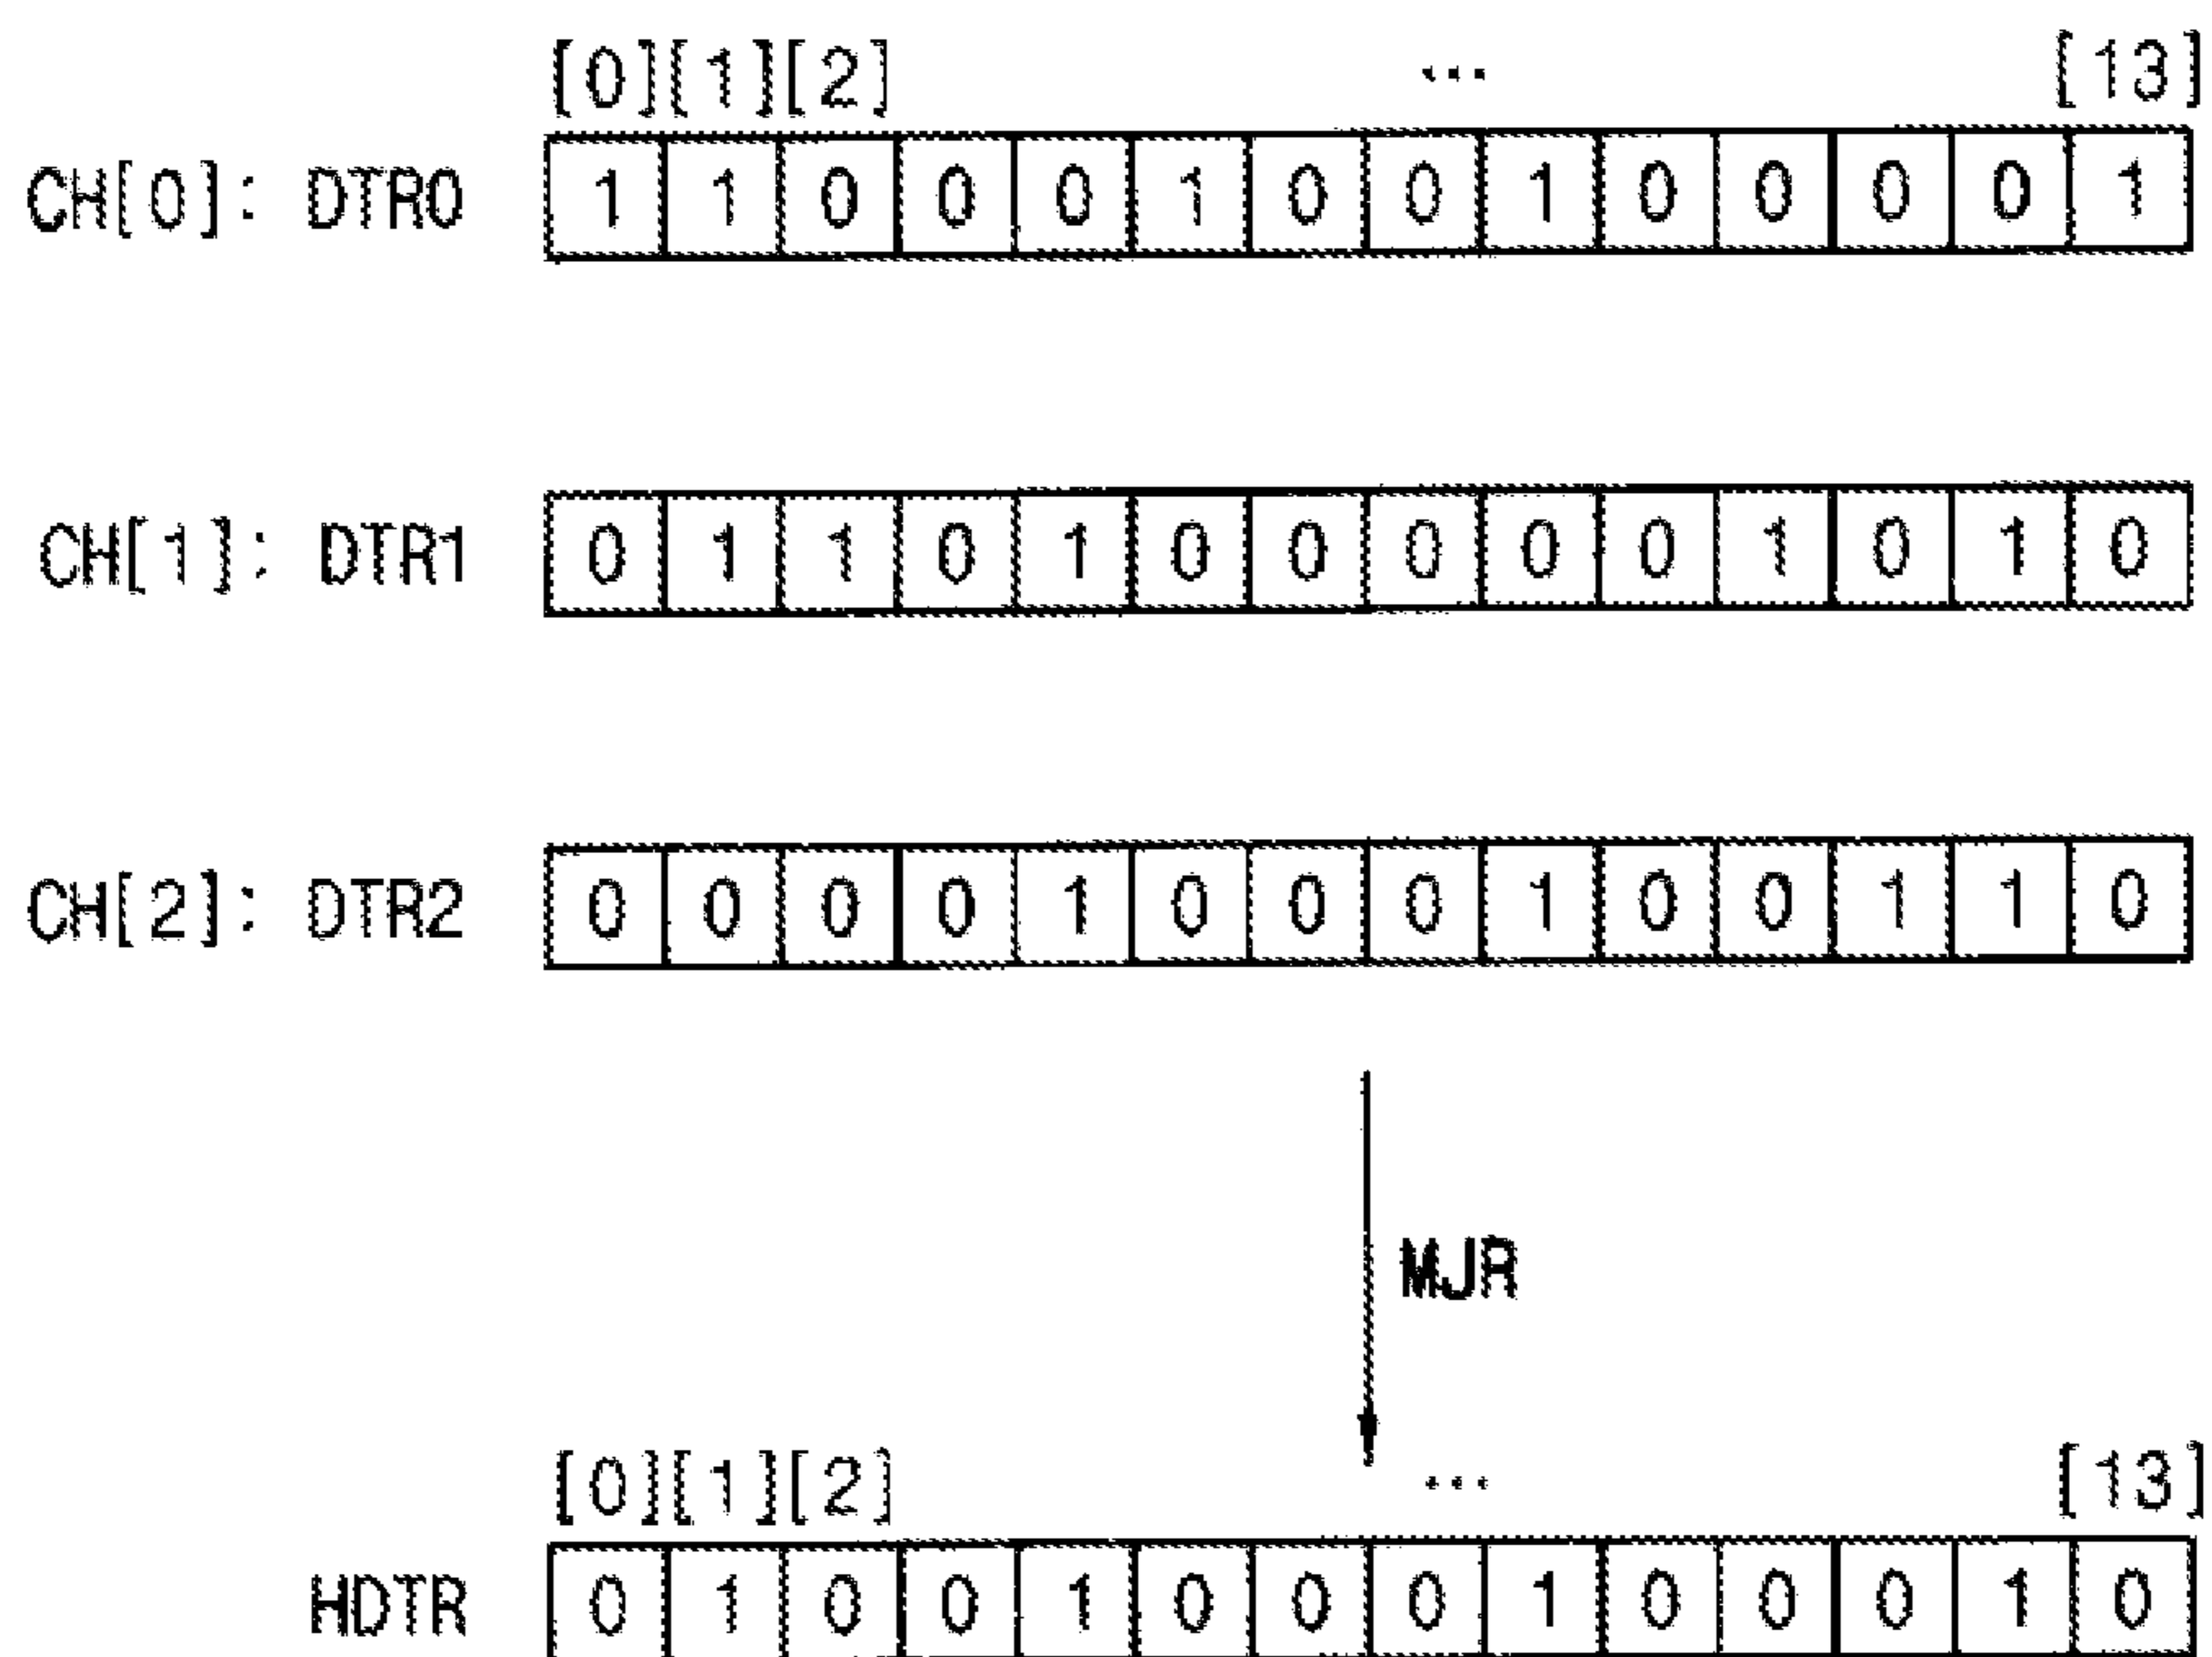 [0][1][2] ... [13]
CH[0]: DTR0 1 1 0 0 0 1 0 0 1 0 0 0 0 1
CH[1]: DTR1 0 1 1 0 1 0 0 0 0 0 1 0 1 0
CH[2]: DTR2 0 0 0 0 1 0 0 0 1 0 0 1 1 0
MJR
[0][1][2] ... [13]
HDTR 0 1 0 0 1 0 0 0 1 0 0 0 1 0